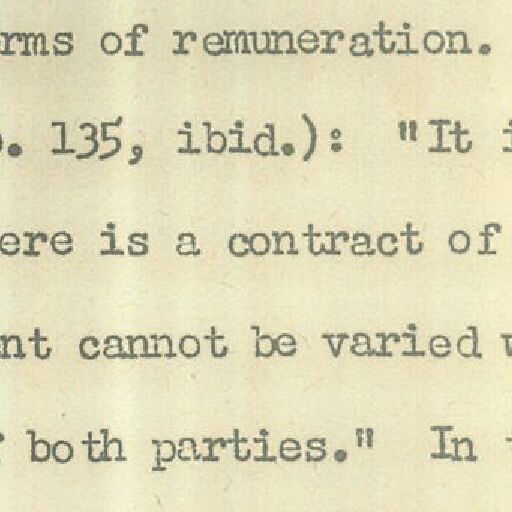 rms of remuneration.
. 135, ibid.): "It i
ere is a contract of
nt cannot be varied
both parties." In